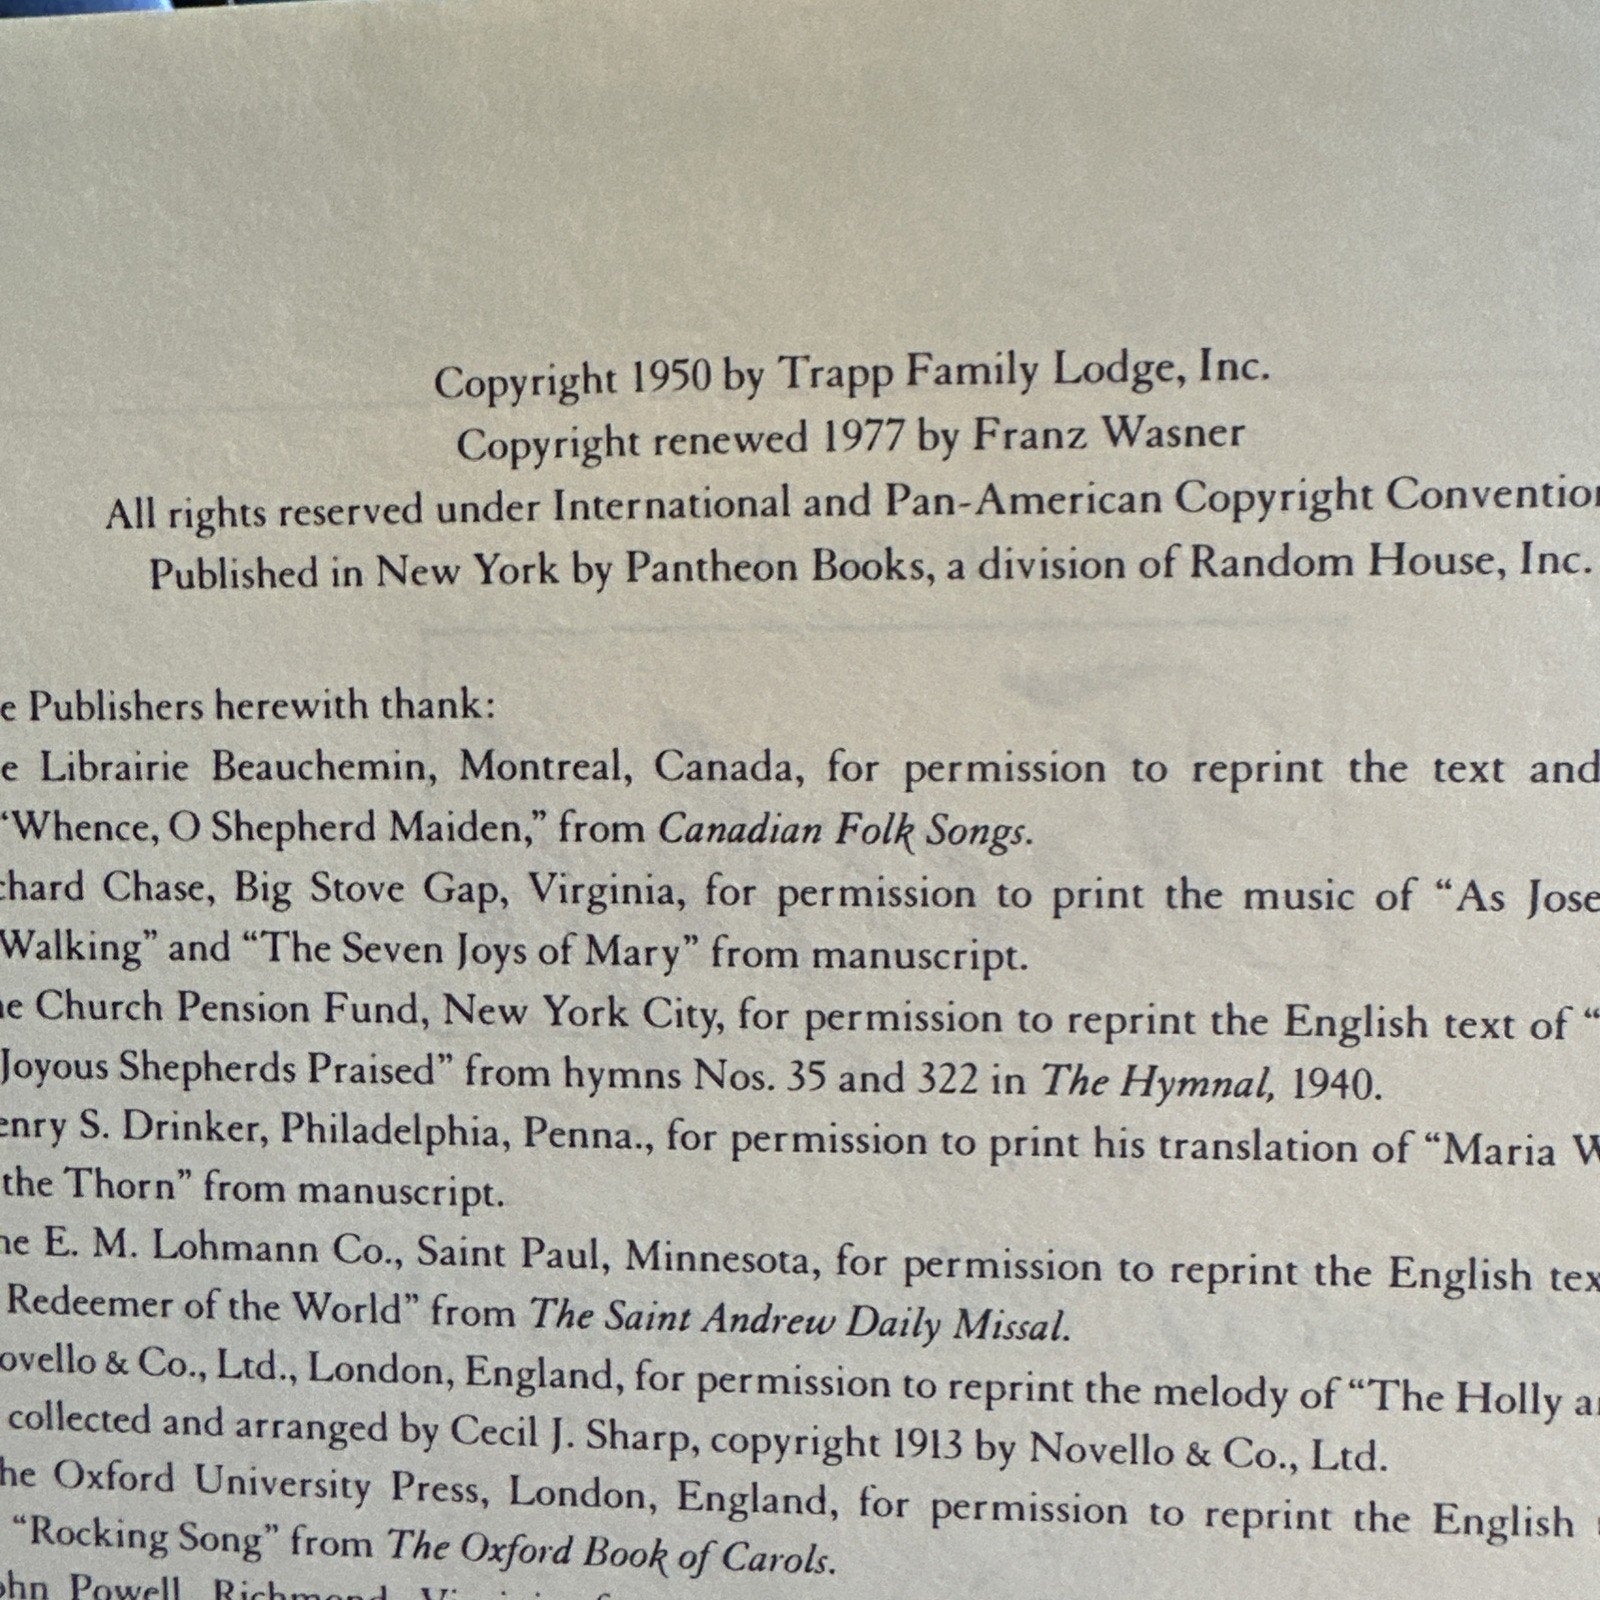 Copyright 1950 by Trapp Family Lodge, Inc.
Copyright renewed 1977 by Franz Wasner
All rights reserved under International and Pan-American Copyright Convention
Published in New York by Pantheon Books, a division of Random House, Inc.
e Publishers herewith thank:
e Librairie Beauchemin, Montreal, Canada, for permission to reprint the text and
“Whence, O Shepherd Maiden,” from Canadian Folk Songs.
chard Chase, Big Stove Gap, Virginia, for permission to print the music of “As Jose
Walking” and “The Seven Joys of Mary” from manuscript.
he Church Pension Fund, New York City, for permission to reprint the English text of “
Joyous Shepherds Praised” from hymns Nos. 35 and 322 in The Hymnal, 1940.
enry S. Drinker, Philadelphia, Penna., for permission to print his translation of “Maria W
the Thorn” from manuscript.
he E. M. Lohmann Co., Saint Paul, Minnesota, for permission to reprint the English tex
Redeemer of the World” from The Saint Andrew Daily Missal.
ovello & Co., Ltd., London, England, for permission to reprint the melody of “The Holly an
collected and arranged by Cecil J. Sharp, copyright 1913 by Novello & Co., Ltd.
he Oxford University Press, London, England, for permission to reprint the English
“Rocking Song” from The Oxford Book of Carols.
ohn Powell, Richmond,